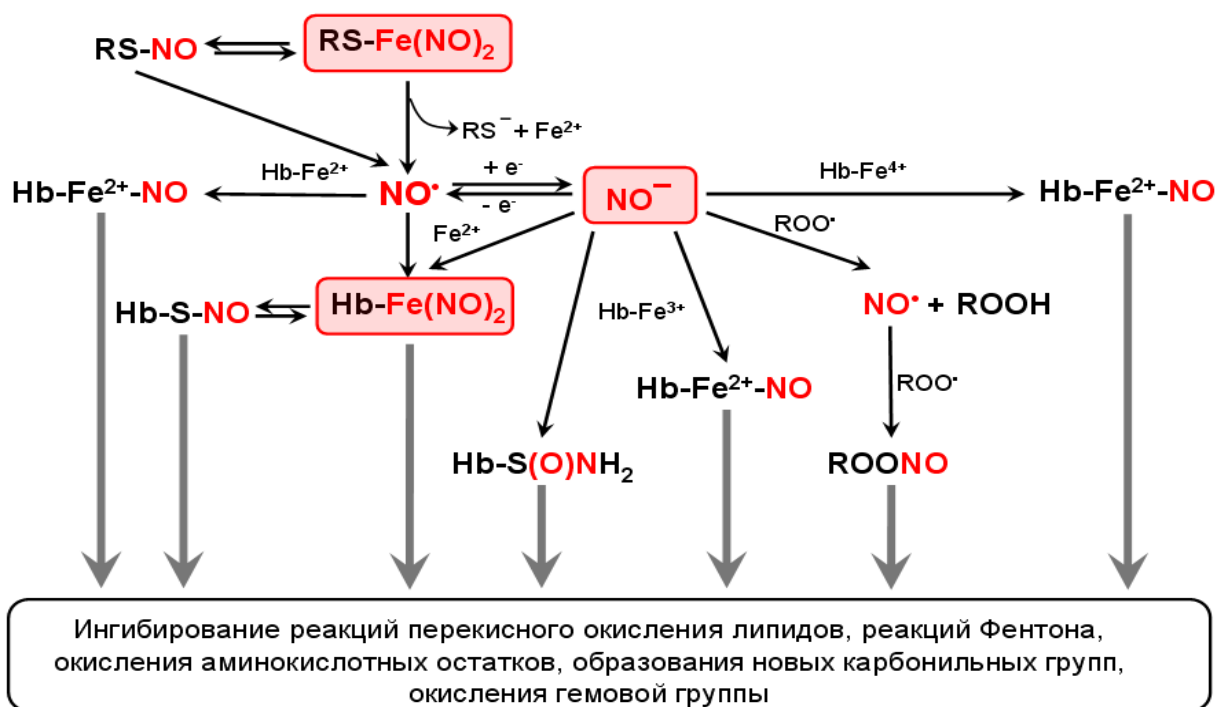 RS-NO
RS-Fe(NO)₂
RS⁻ + Fe²⁺
Hb-Fe²⁺-NO
Hb-Fe²⁺
NO•
+ e⁻
- e⁻
NO⁻
Hb-Fe⁴⁺
Hb-Fe²⁺-NO
Fe²⁺
ROO•
Hb-S-NO
Hb-Fe(NO)₂
Hb-Fe³⁺
NO• + ROOH
Hb-Fe²⁺-NO
ROO•
Hb-S(O)NH₂
ROONO
Ингибирование реакций перекисного окисления липидов, реакций Фентона,
окисления аминокислотных остатков, образования новых карбонильных групп,
окисления гемовой группы